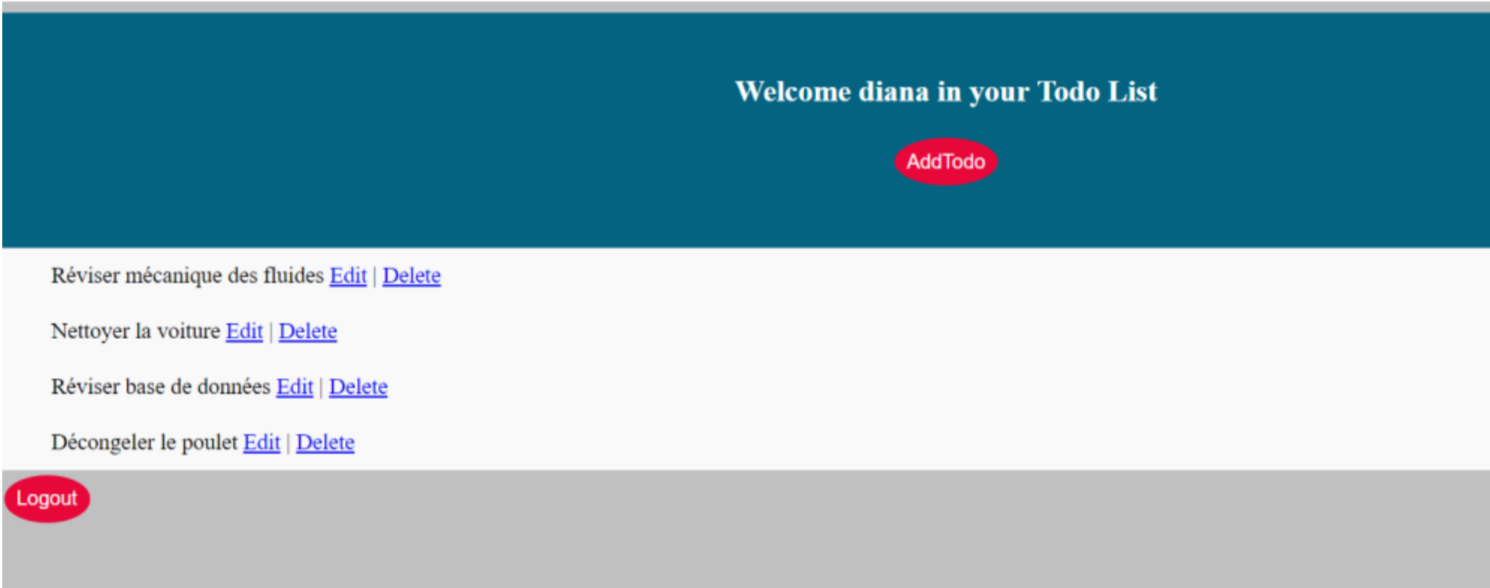 Welcome diana in your Todo List
AddTodo
Réviser mécanique des fluides Edit | Delete
Nettoyer la voiture Edit | Delete
Réviser base de données Edit | Delete
Décongeler le poulet Edit | Delete
Logout